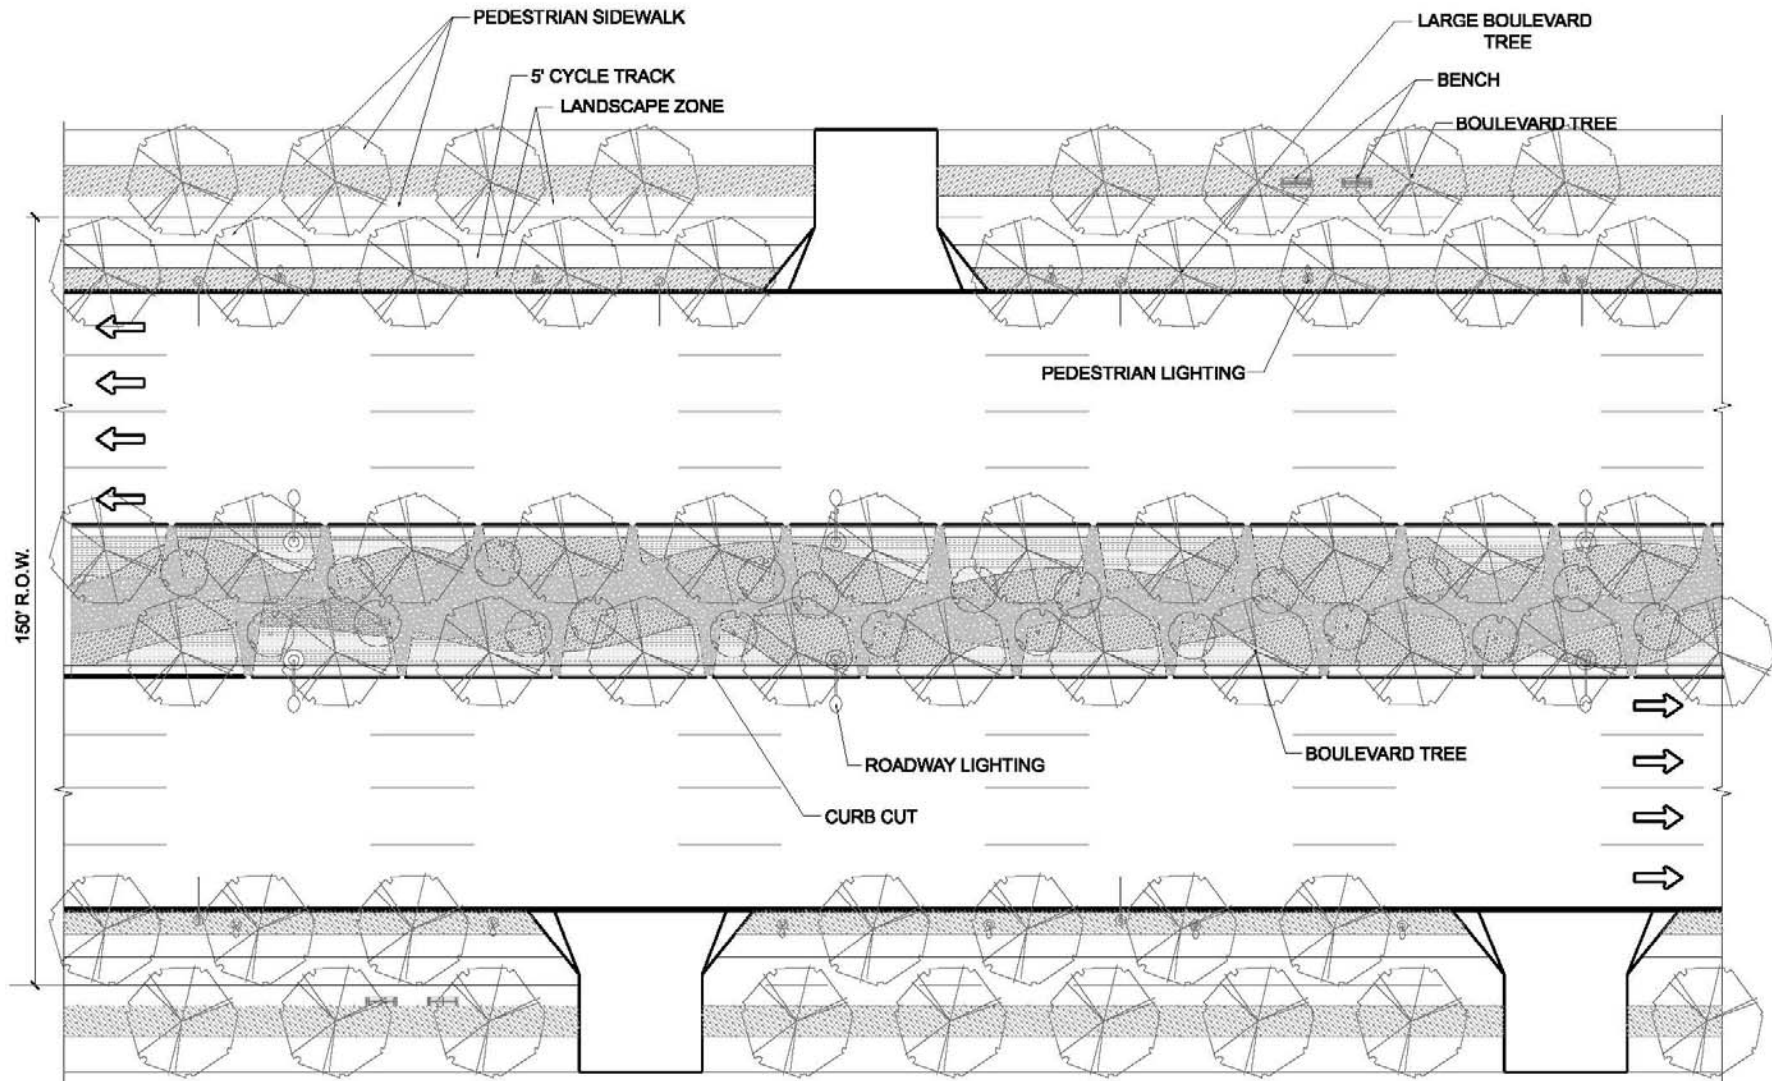 PEDESTRIAN SIDEWALK
5' CYCLE TRACK
LANDSCAPE ZONE
LARGE BOULEVARD
TREE
BENCH
BOULEVARD TREE
PEDESTRIAN LIGHTING
150' R.O.W.
BOULEVARD TREE
ROADWAY LIGHTING
CURB CUT